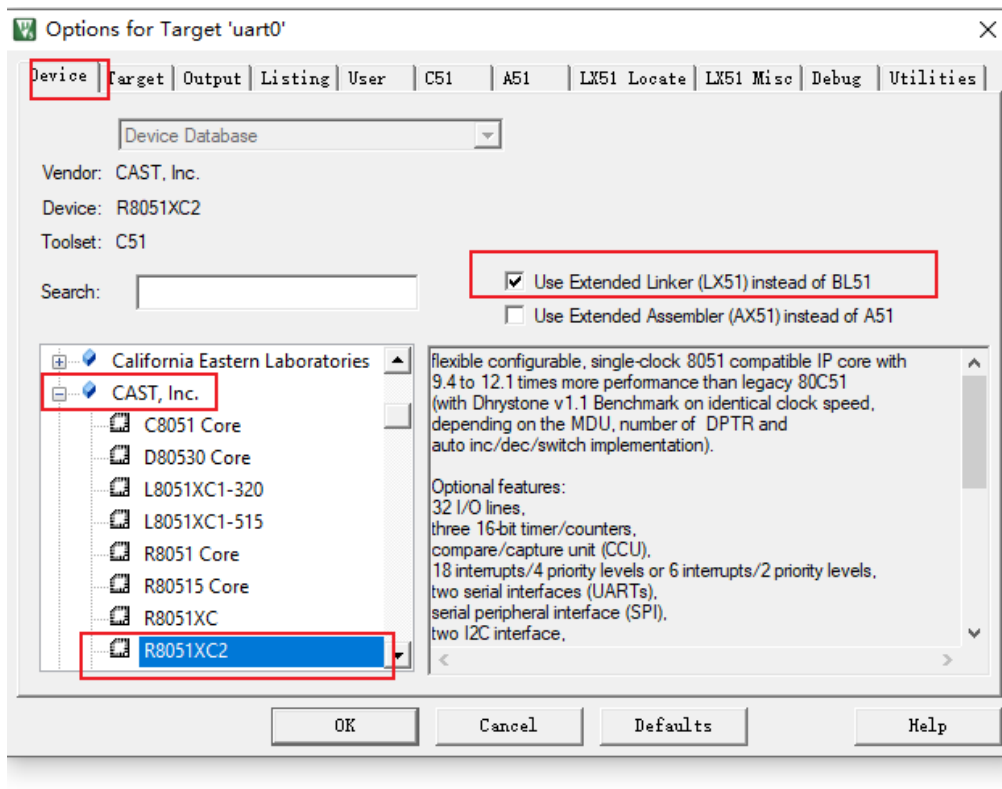 Options for Target 'uart0'
Device Target Output Listing User C51 A51 LX51 Locate LX51 Misc Debug Utilities
Device Database
Vendor: CAST, Inc.
Device: R8051XC2
Toolset: C51
Search:
Use Extended Linker (LX51) instead of BL51
Use Extended Assembler (AX51) instead of A51
California Eastern Laboratories
CAST, Inc.
C8051 Core
D80530 Core
L8051XC1-320
L8051XC1-515
R8051 Core
R80515 Core
R8051XC
R8051XC2
flexible configurable, single-clock 8051 compatible IP core with
9.4 to 12.1 times more performance than legacy 80C51
(with Dhrystone v1.1 Benchmark on identical clock speed,
depending on the MDU, number of DPTR and
auto inc/dec/switch implementation).
Optional features:
32 I/O lines,
three 16-bit timer/counters,
compare/capture unit (CCU),
18 interrupts/4 priority levels or 6 interrupts/2 priority levels,
two serial interfaces (UARTs),
serial peripheral interface (SPI),
two I2C interface,
OK Cancel Defaults Help